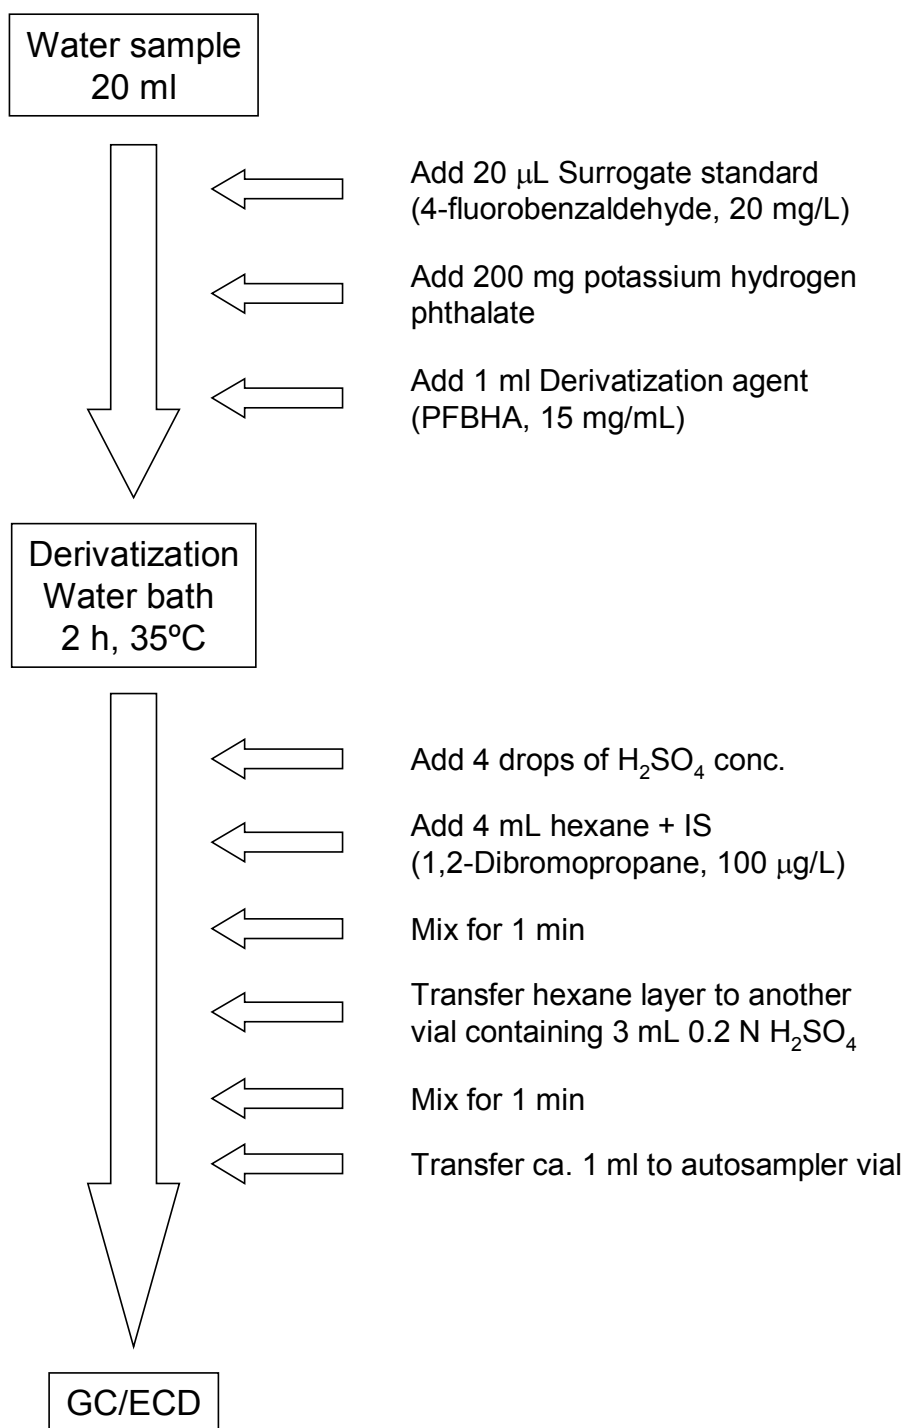 Water sample
20 ml
Add 20 μL Surrogate standard
(4-fluorobenzaldehyde, 20 mg/L)
Add 200 mg potassium hydrogen
phthalate
Add 1 ml Derivatization agent
(PFBHA, 15 mg/mL)
Derivatization
Water bath
2 h, 35ºC
Add 4 drops of H₂SO₄ conc.
Add 4 mL hexane + IS
(1,2-Dibromopropane, 100 μg/L)
Mix for 1 min
Transfer hexane layer to another
vial containing 3 mL 0.2 N H₂SO₄
Mix for 1 min
Transfer ca. 1 ml to autosampler vial
GC/ECD